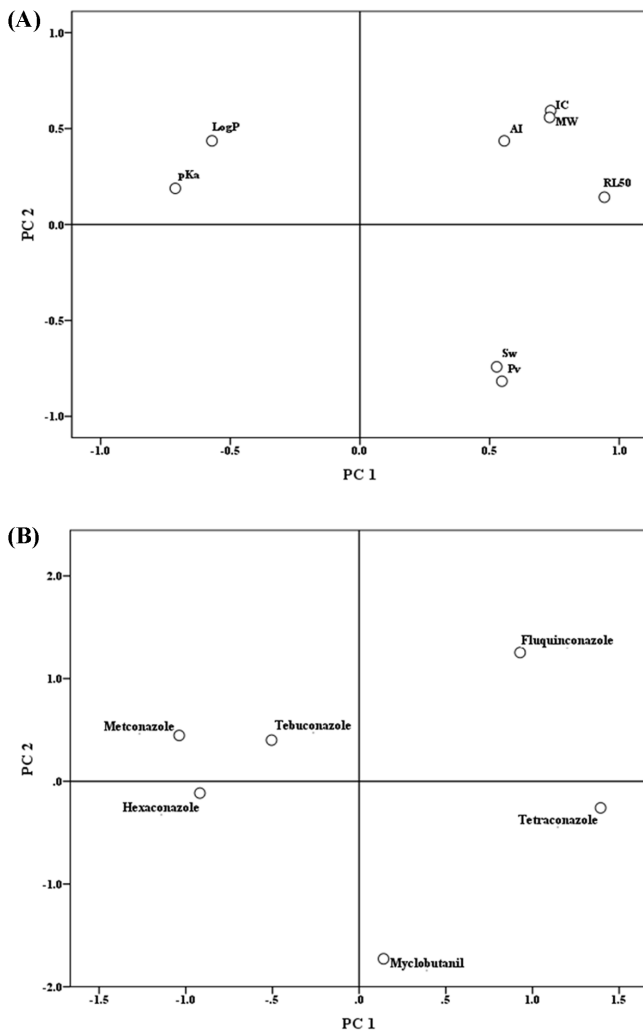 (A)
1.0
IC
MW
AI
LogP
0.5
pKa
RL50
PC 2
0.0
-0.5
Sw
Pv
-1.0
-1.0 -0.5 0.0 0.5 1.0
PC 1
(B)
2.0
Fluquinconazole
1.0
Metconazole
Tebuconazole
PC 2
.0
Hexaconazole
Tetraconazole
-1.0
Myclobutanil
-2.0
-1.5 -1.0 -.5 .0 .5 1.0 1.5
PC 1